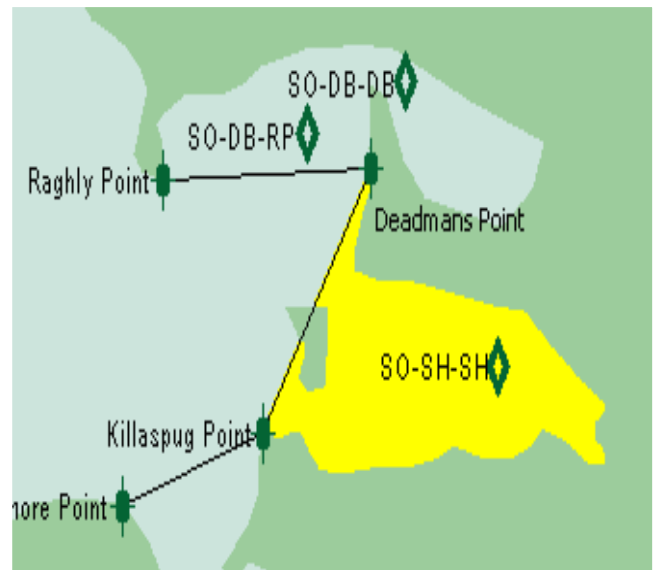 SO-DB-DB
SO-DB-RP
Raghly Point
Deadmans Point
SO-SH-SH
Killaspug Point
more Point